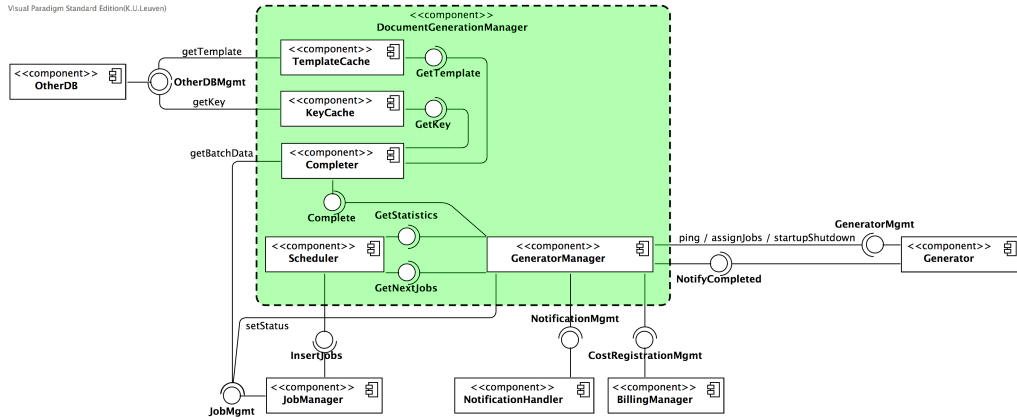 Visual Paradigm Standard Edition(K.U.Leuven)
<<component>>
DocumentGenerationManager
getTemplate
<<component>>
TemplateCache
GetTemplate
<<component>>
OtherDB
OtherDBMgmt
getKey
<<component>>
KeyCache
GetKey
getBatchData
<<component>>
Completer
Complete
GetStatistics
GeneratorMgmt
ping / assignJobs / startupShutdown
<<component>>
Scheduler
<<component>>
GeneratorManager
<<component>>
Generator
GetNextJobs
NotifyCompleted
setStatus
NotificationMgmt
InsertJobs
CostRegistrationMgmt
<<component>>
JobManager
<<component>>
NotificationHandler
<<component>>
BillingManager
JobMgmt